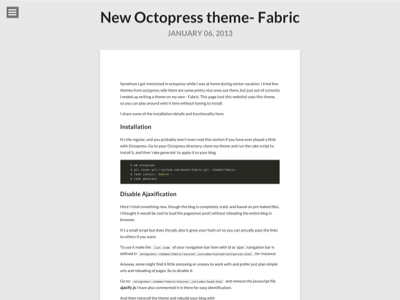 New Octopress theme- Fabric
JANUARY 06, 2013
Somehow I got interested in octopress while I was at home during winter vacation. I tried few
themes from octopress wiki there are some pretty nice ones out there, but just out of curiosity
I ended up writing a theme on my own - Fabric. This page (not this website) uses this theme,
so you can play around with it here without having to install.
I share some of the installation details and functionality here
Installation
It's the regular, and you probably won't even read this section if you have ever played a little
with Octopress. Go to your Octopress directory, clone my theme and run the rake script to
install it, and then 'rake generate' to apply it to your blog.
$ cd octopress
$ rake install
$ rake generate
Disable Ajaxification
Here I tried something new, though the blog is completely static and based on pre baked files,
I thought it would be cool to load the pages(not post) without reloading the entire blog in
browser.
It's a small script but does the job, also it gives your hash url so you can actually pass the links
to others if you want.
To use it make the list item of your navigation bar item with id as 'ajax', navigation bar is
defined in for instance
Anyway, some might find it little annoying or uneasy to work with and prefer just plain simple
urls and reloading of pages. So to disable it
Go to and remove the javascript file
ajaxify.js I have also commented it in there for easy identification.
And then reinstall the theme and rebuild your blog with